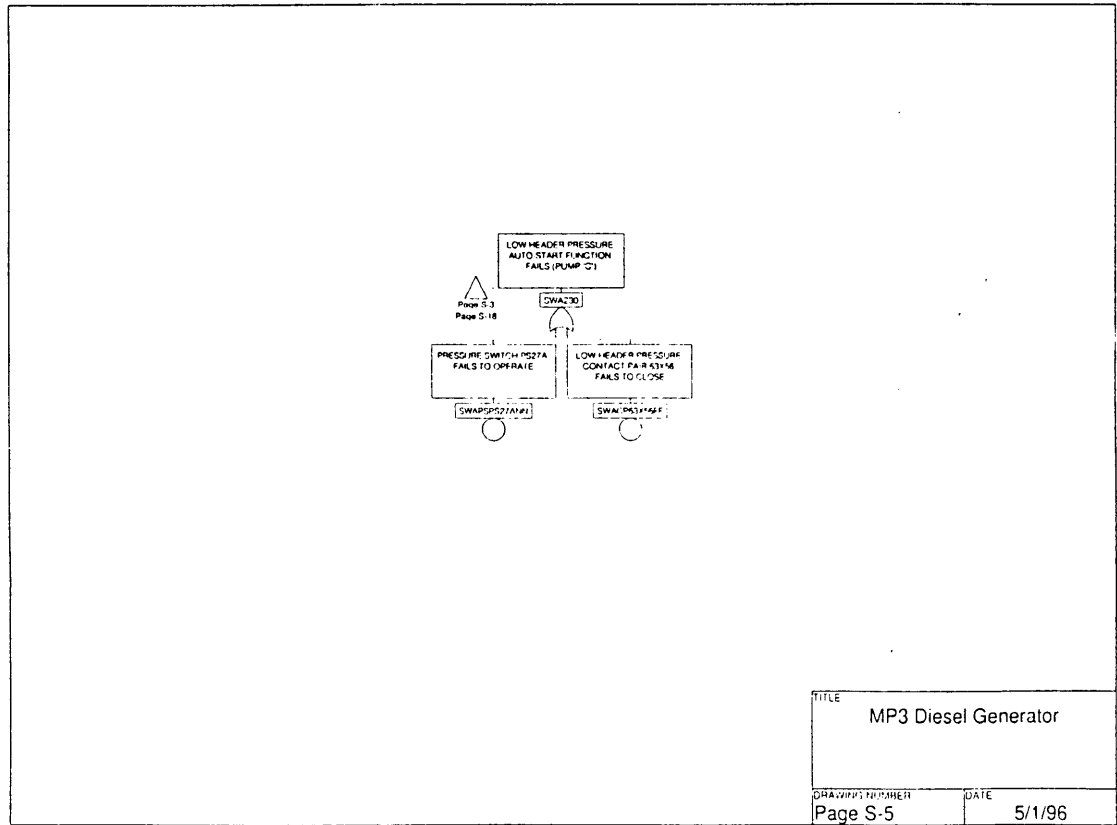 LOW HEADER PRESSURE
AUTO START FUNCTION
FAILS (PUMP 'C')
SWA230
Page S-3
Page S-18
PRESSURE SWITCH PS27A
FAILS TO OPERATE
SWAPSPS27ANN
LOW HEADER PRESSURE
CONTACT PAIR
FAILS TO CLOSE
TITLE
MP3 Diesel Generator
DRAWING NUMBER
Page S-5
DATE
5/1/96